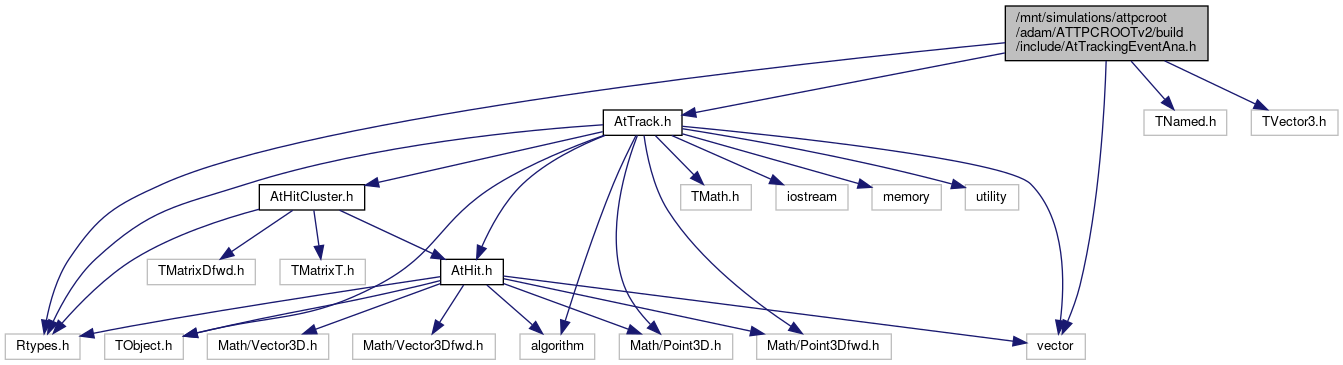 /mnt/simulations/attpcroot
/adam/ATTPCROOTv2/build
/include/AtTrackingEventAna.h
AtTrack.h
TNamed.h
TVector3.h
AtHitCluster.h
TMath.h
iostream
memory
utility
TMatrixDfwd.h
TMatrixT.h
AtHit.h
Rtypes.h
TObject.h
Math/Vector3D.h
Math/Vector3Dfwd.h
algorithm
Math/Point3D.h
Math/Point3Dfwd.h
vector